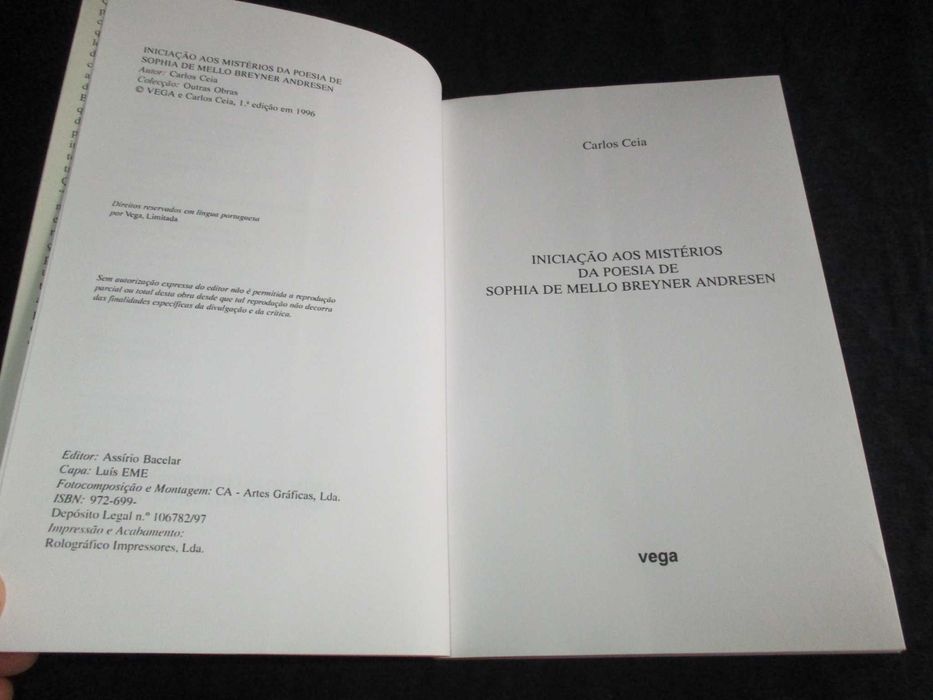 INICIAÇÃO AOS MISTÉRIOS DA POESIA DE
SOPHIA DE MELLO BREYNER ANDRESEN
Autor: Carlos Ceia
Colecção: Outras Obras
© VEGA e Carlos Ceia, 1.ª edição em 1996
Direitos reservados em língua portuguesa
por Vega, Limitada
Sem autorização expressa do editor não é permitida a reprodução
parcial ou total desta obra desde que tal reprodução não decorra
das finalidades específicas da divulgação e da crítica.
Editor: Assírio Bacelar
Capa: Luís EME
Fotocomposição e Montagem: CA - Artes Gráficas, Lda.
ISBN: 972-699-
Depósito Legal n.º 106782/97
Impressão e Acabamento:
Rolográfico Impressores, Lda.
Carlos Ceia
INICIAÇÃO AOS MISTÉRIOS
DA POESIA DE
SOPHIA DE MELLO BREYNER ANDRESEN
vega